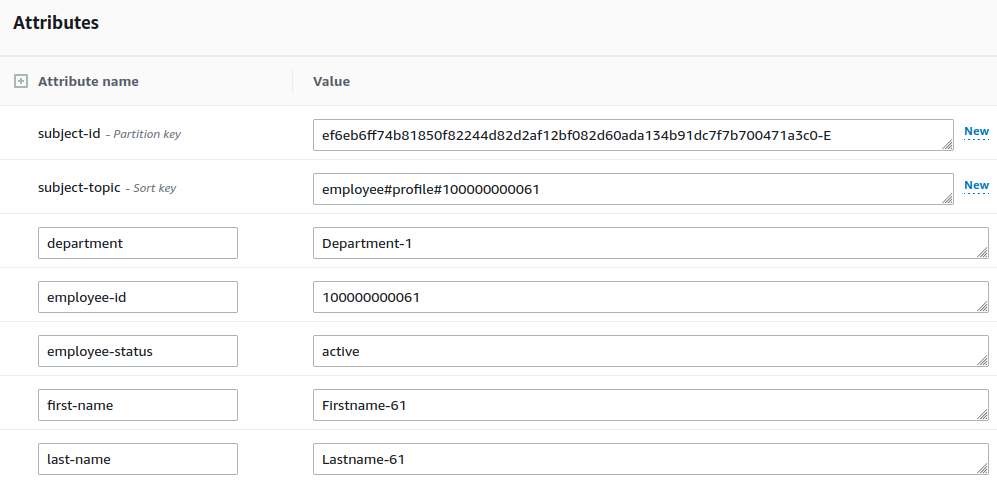 Attributes
Attribute name Value
subject-id - Partition key ef6eb6ff74b81850f82244d82d2af12bf082d60ada134b91dc7f7b700471a3c0-E New
subject-topic - Sort key employee#profile#100000000061 New
department Department-1
employee-id 100000000061
employee-status active
first-name Firstname-61
last-name Lastname-61